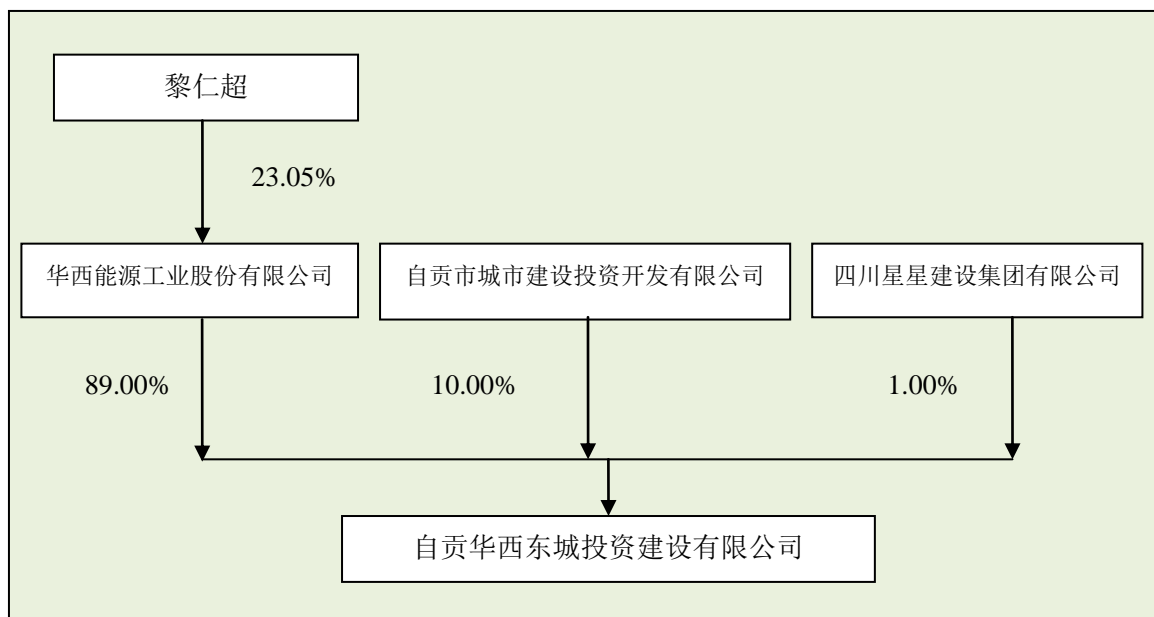 黎仁超
23.05%
华西能源工业股份有限公司
自贡市城市建设投资开发有限公司
四川星星建设集团有限公司
89.00%
10.00%
1.00%
自贡华西东城投资建设有限公司